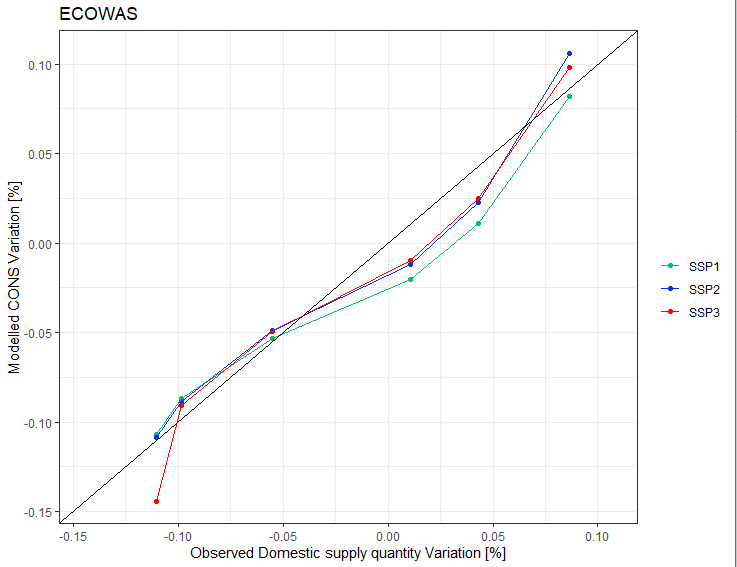 ECOWAS
0.10
0.05
0.00
-0.05
-0.10
-0.15
Modelled CONS Variation [%]
-0.15 -0.10 -0.05 0.00 0.05 0.10
Observed Domestic supply quantity Variation [%]
SSP1
SSP2
SSP3